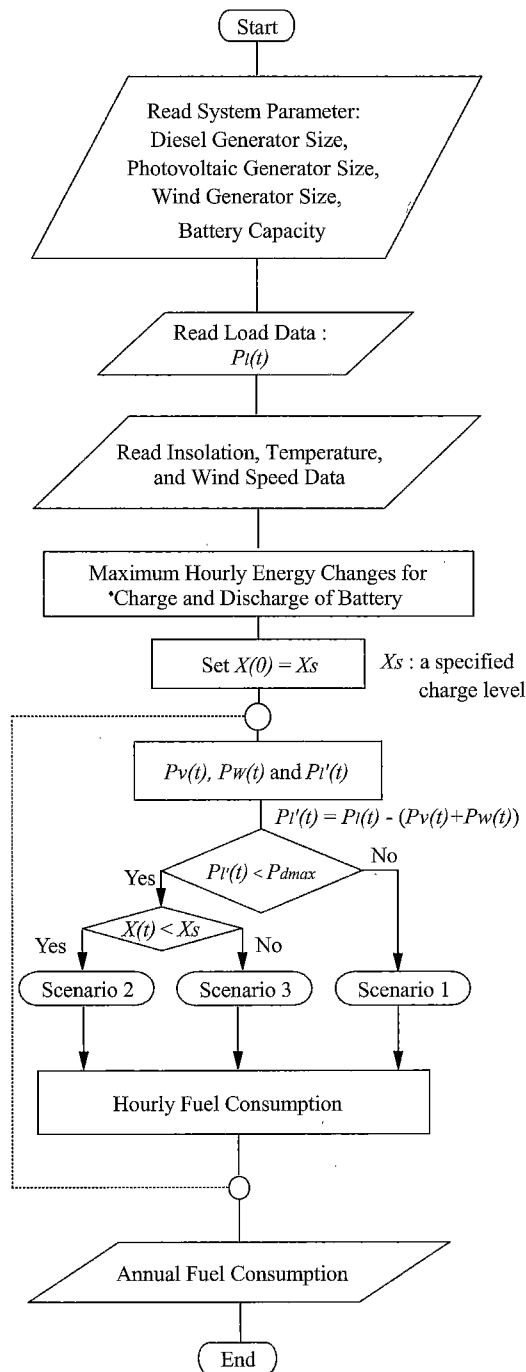 Start
Read System Parameter:
Diesel Generator Size,
Photovoltaic Generator Size,
Wind Generator Size,
Battery Capacity
Read Load Data :
Pl(t)
Read Insolation, Temperature,
and Wind Speed Data
Maximum Hourly Energy Changes for
Charge and Discharge of Battery
Set X(0) = Xs
Xs : a specified
charge level
Pv(t), PW(t) and Pl'(t)
Pl'(t) = Pl(t) - (Pv(t)+Pw(t))
Pl'(t) < Pdmax
Yes
No
X(t) < Xs
Yes
No
Scenario 2
Scenario 3
Scenario 1
Hourly Fuel Consumption
Annual Fuel Consumption
End